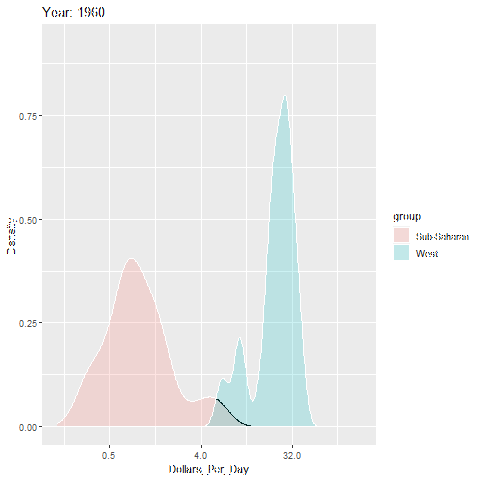 Year: 1960
0.75
0.50
0.25
0.00
Density
0.5
4.0
32.0
Dollars_Per_Day
group
Sub-Saharan
West